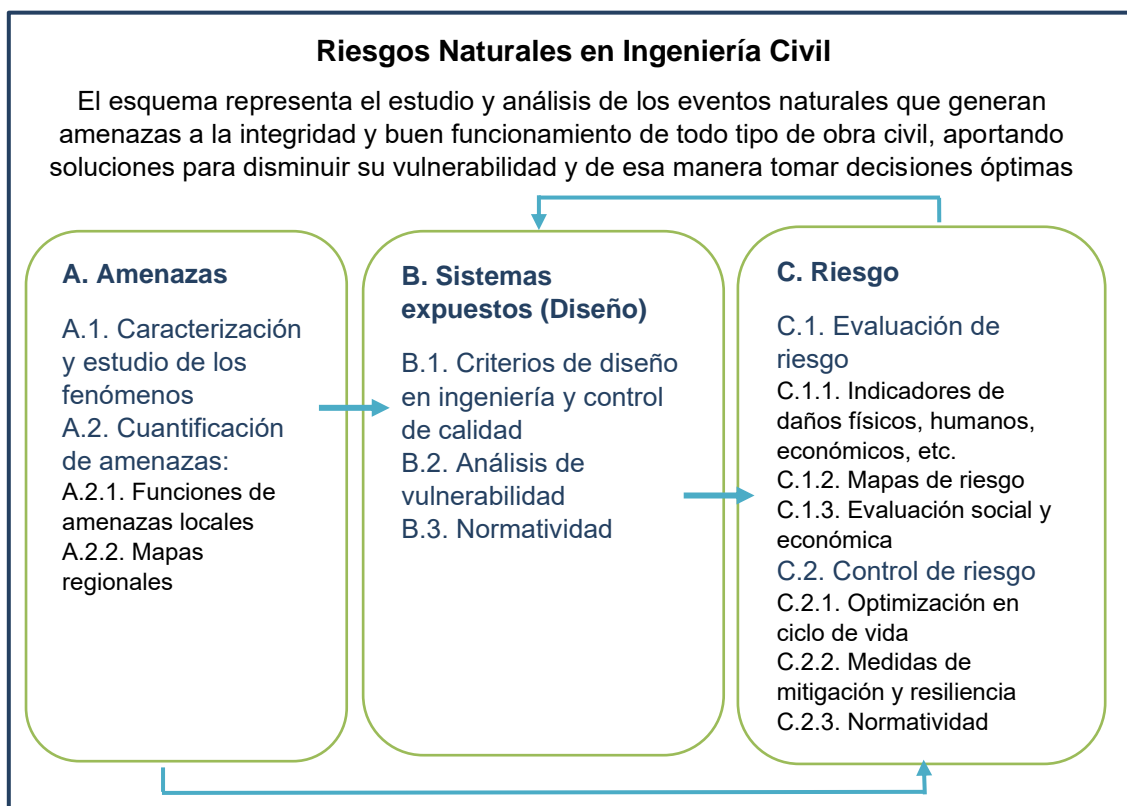 Riesgos Naturales en Ingeniería Civil
El esquema representa el estudio y análisis de los eventos naturales que generan
amenazas a la integridad y buen funcionamiento de todo tipo de obra civil, aportando
soluciones para disminuir su vulnerabilidad y de esa manera tomar decisiones óptimas
A. Amenazas
A.1. Caracterización
y estudio de los
fenómenos
A.2. Cuantificación
de amenazas:
A.2.1. Funciones de
amenazas locales
A.2.2. Mapas
regionales
B. Sistemas
expuestos (Diseño)
B.1. Criterios de diseño
en ingeniería y control
de calidad
B.2. Análisis de
vulnerabilidad
B.3. Normatividad
C. Riesgo
C.1. Evaluación de
riesgo
C.1.1. Indicadores de
daños físicos, humanos,
económicos, etc.
C.1.2. Mapas de riesgo
C.1.3. Evaluación social y
económica
C.2. Control de riesgo
C.2.1. Optimización en
ciclo de vida
C.2.2. Medidas de
mitigación y resiliencia
C.2.3. Normatividad